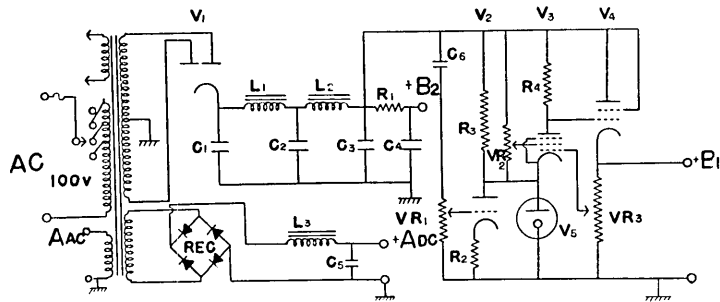 V1 V2 V3 V4
C6
L1 L2 R1 +B2 R4
R3 VR2
AC 100V C1 C2 C3 C4
+B1
AAC REC L3 VR1 V5 VR3
+ADC R2
C5